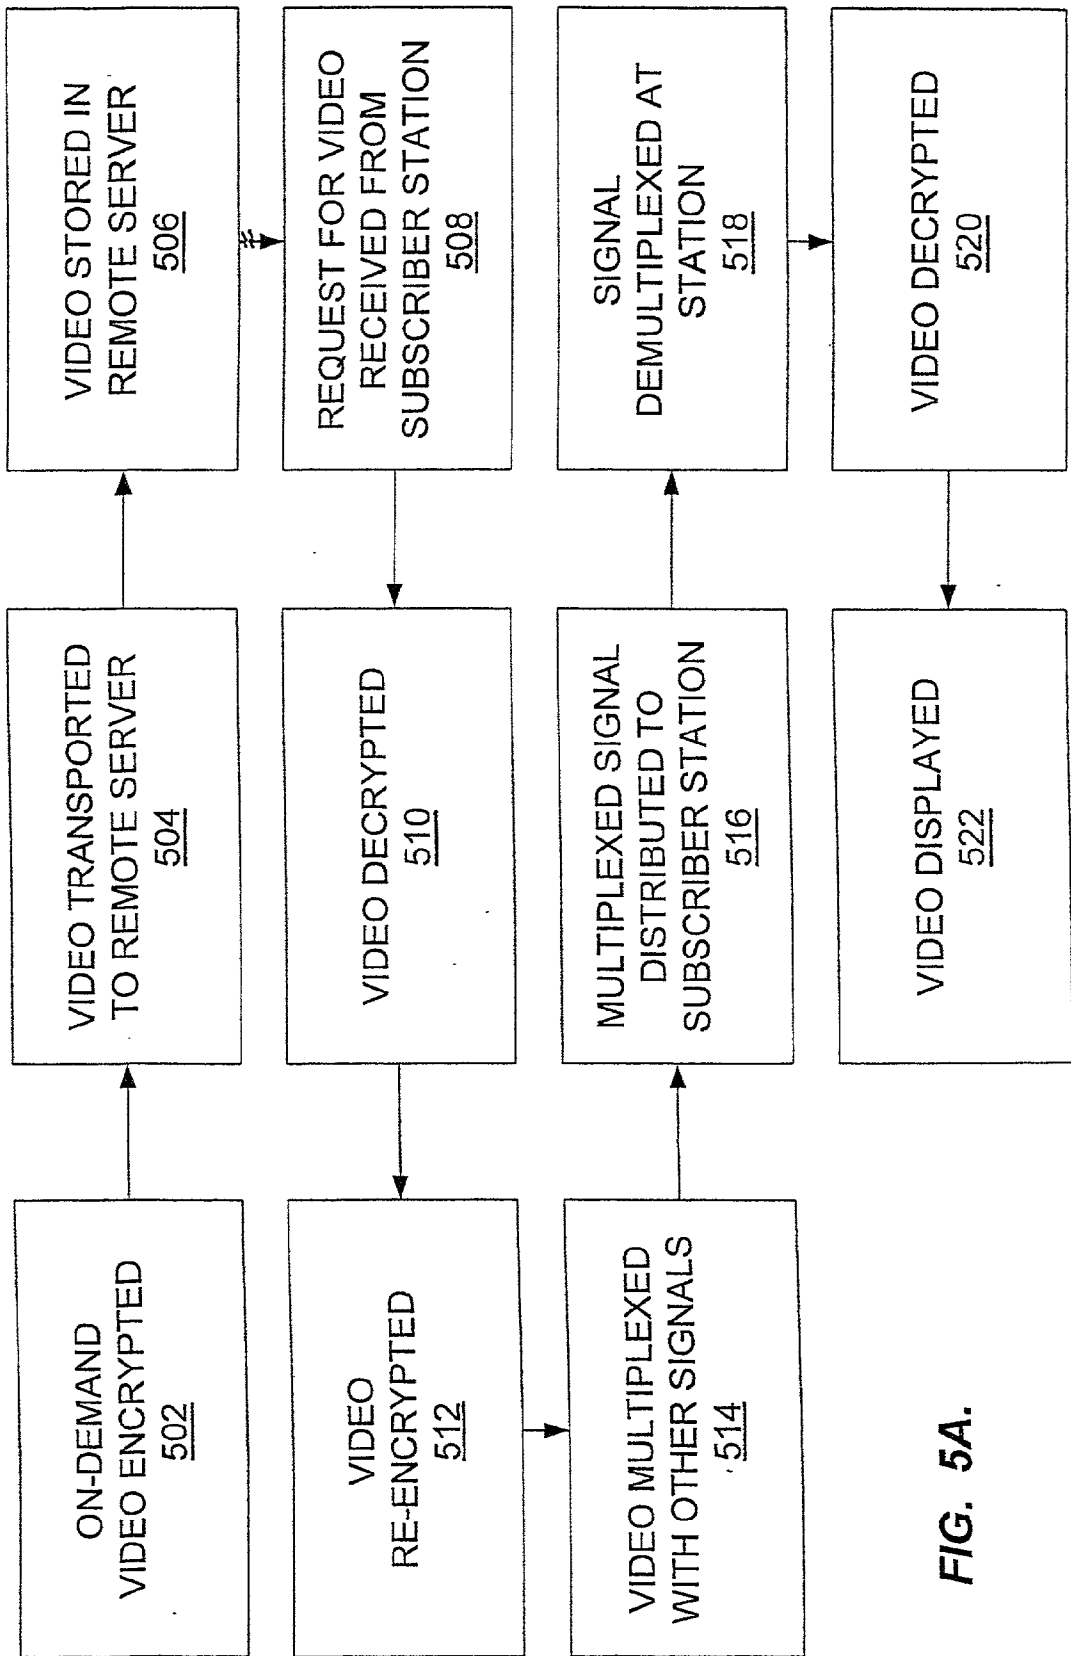 ON-DEMAND
VIDEO ENCRYPTED
502
VIDEO TRANSPORTED
TO REMOTE SERVER
504
VIDEO STORED IN
REMOTE SERVER
506
REQUEST FOR VIDEO
RECEIVED FROM
SUBSCRIBER STATION
508
VIDEO DECRYPTED
510
VIDEO
RE-ENCRYPTED
512
VIDEO MULTIPLEXED
WITH OTHER SIGNALS
514
MULTIPLEXED SIGNAL
DISTRIBUTED TO
SUBSCRIBER STATION
516
SIGNAL
DEMULTIPLEXED AT
STATION
518
VIDEO DECRYPTED
520
VIDEO DISPLAYED
522
FIG. 5A.